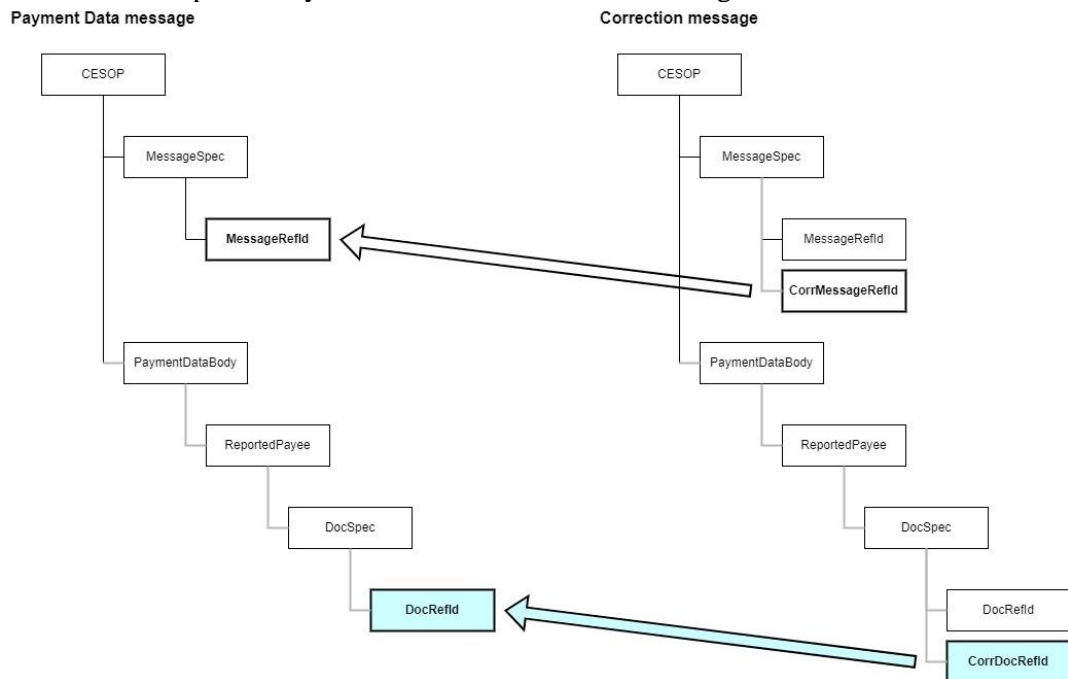 Payment Data message
Correction message
CESOP
CESOP
MessageSpec
MessageSpec
MessageRefId
MessageRefId
CorrMessageRefId
PaymentDataBody
PaymentDataBody
ReportedPayee
ReportedPayee
DocSpec
DocSpec
DocRefId
DocRefId
CorrDocRefId